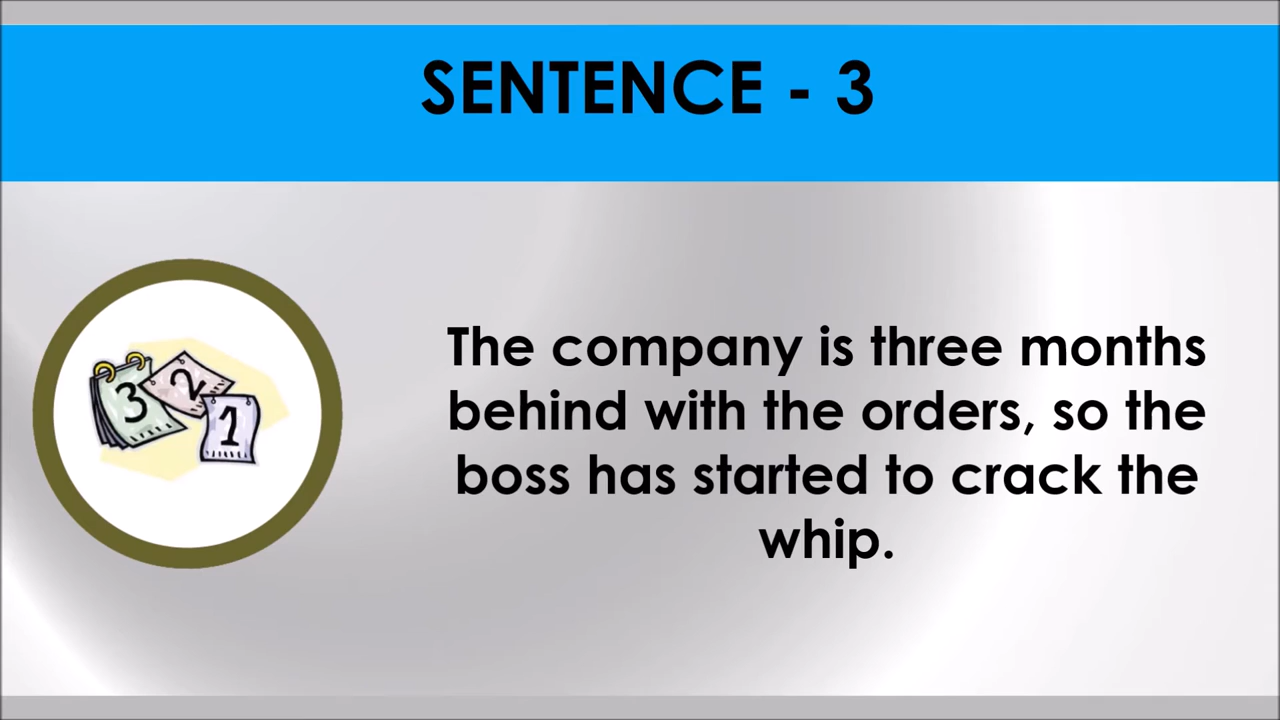 SENTENCE - 3
3
2
1
The company is three months
behind with the orders, so the
boss has started to crack the
whip.